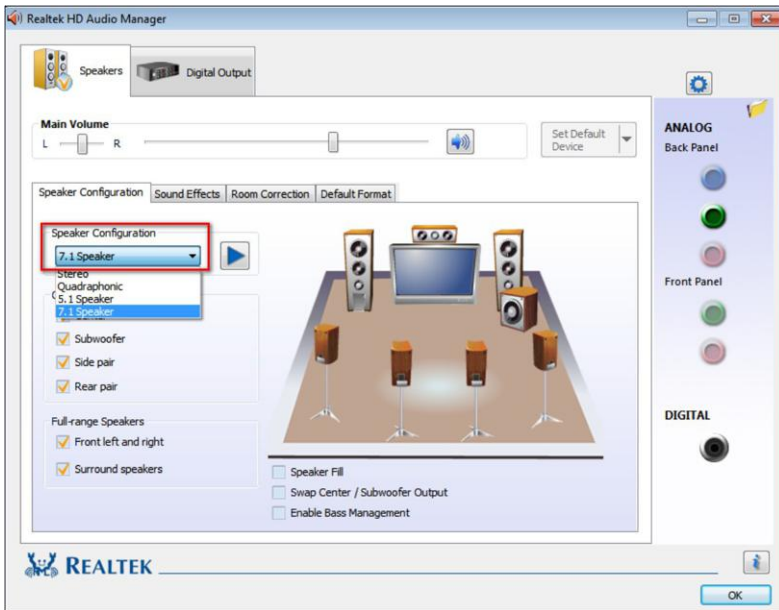 Realtek HD Audio Manager
Speakers
Digital Output
Main Volume
L
R
Set Default
Device
Speaker Configuration
Sound Effects
Room Correction
Default Format
Speaker Configuration
7.1 Speaker
Stereo
Quadraphonic
5.1 Speaker
7.1 Speaker
Subwoofer
Side pair
Rear pair
Full-range Speakers
Front left and right
Surround speakers
Speaker Fill
Swap Center / Subwoofer Output
Enable Bass Management
ANALOG
Back Panel
Front Panel
DIGITAL
REALTEK
OK